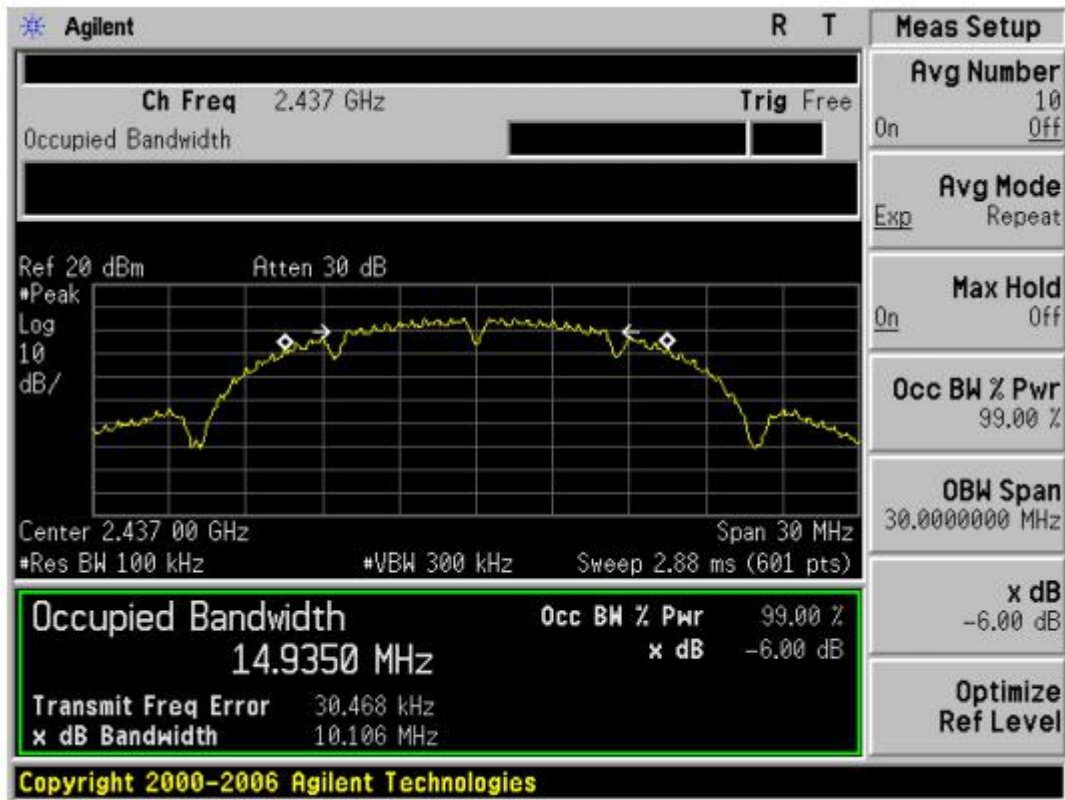 Agilent R T
Ch Freq 2.437 GHz Trig Free
Occupied Bandwidth
Ref 20 dBm Atten 30 dB
#Peak
Log
10
dB/
Center 2.437 00 GHz Span 30 MHz
#Res BW 100 kHz #VBW 300 kHz Sweep 2.88 ms (601 pts)
Occupied Bandwidth Occ BW % Pwr 99.00 %
14.9350 MHz x dB -6.00 dB
Transmit Freq Error 30.468 kHz
x dB Bandwidth 10.106 MHz
Copyright 2000-2006 Agilent Technologies
Meas Setup
Avg Number
10
On Off
Avg Mode
Exp Repeat
Max Hold
On Off
Occ BW % Pwr
99.00 %
OBW Span
30.0000000 MHz
x dB
-6.00 dB
Optimize
Ref Level